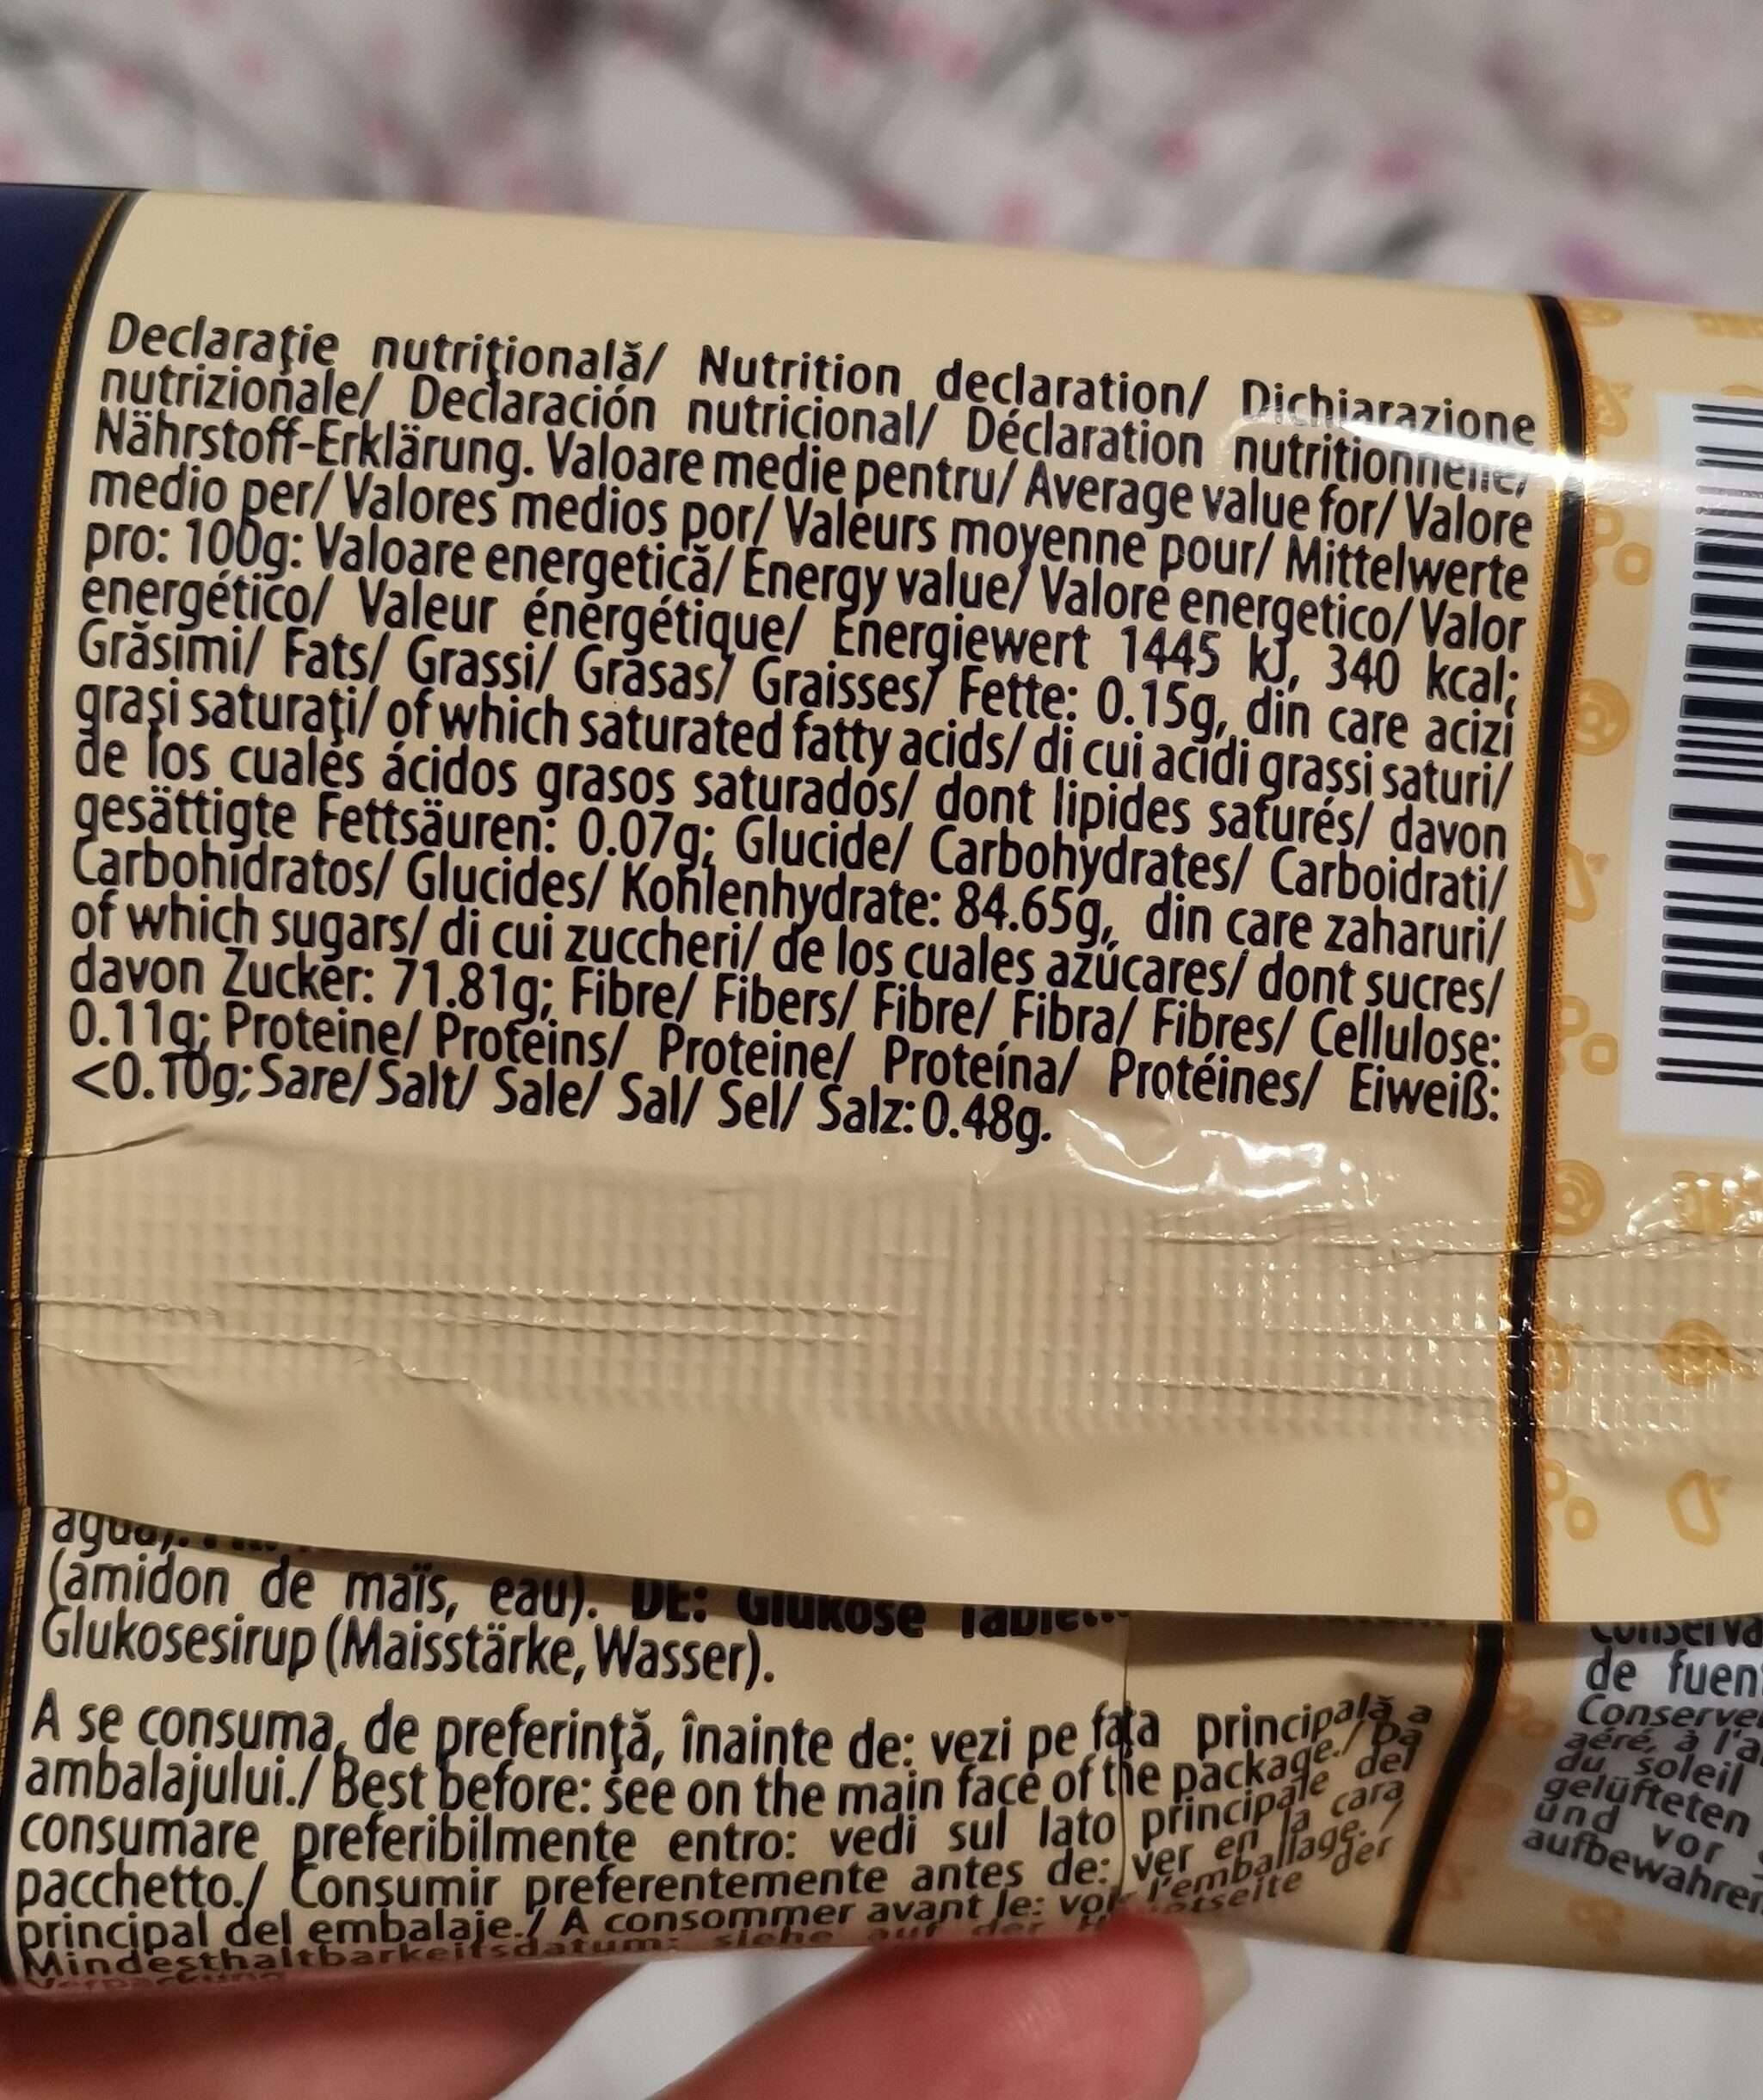 Declaraţie nutriţională/ Nutrition declaration/ Dichiarazione
nutrizionale/ Declaración nutricional/ Déclaration nutritionnelle/
Nährstoff-Erklärung. Valoare medie pentru/ Average value for/ Valore
medio per/ Valores medios por/ Valeurs moyenne pour/ Mittelwerte
pro: 100g: Valoare energetică/ Energy value/ Valore energetico/ Valor
energético/ Valeur énérgétique/ Energiewert 1445 kJ, 340 kcal;
Grăsimi/ Fats/ Grassi/ Grasas/ Graisses/ Fette: 0.15g, din care acizi
graşi saturaţi/ of which saturated fatty acids/ di cui acidi grassi saturi/
de los cuales ácidos grasos saturados/ dont lipides saturés/ davon
gesättigte Fettsäuren: 0.07g; Glucide/ Carbohydrates/ Carboidrati/
Carbohidratos/ Glucides/ Kohlenhydrate: 84.65g, din care zaharuri/
of which sugars/ di cui zuccheri/ de los cuales azúcares/ dont sucres/
davon Zucker: 71.81g; Fibre/ Fibers/ Fibre/ Fibra/ Fibres/ Cellulose:
0.11g; Proteine/ Proteins/ Proteine/ Proteína/ Protéines/ Eiweiß:
<0.10g; Sare/ Salt/ Sale/ Sal/ Sel/ Salz: 0.48g.
(amidon de maïs, eau). DE: Glukose
Glukosesirup (Maisstärke, Wasser).
A se consuma, de preferinţă, înainte de: vezi pe faţa principală a
ambalajului./ Best before: see on the main face of the package./ Da
consumare preferibilmente entro: vedi sul lato principale del
pacchetto./ Consumir preferentemente antes de: ver en la cara
principal del embalaje./ A consommer avant le: l'emballage. /
Mindesthaltbarkeitsdatum: siehe auf der der
de
Conserve
aéré, à l'a
du soleil
gelüfteten
und vor
aufbewahren